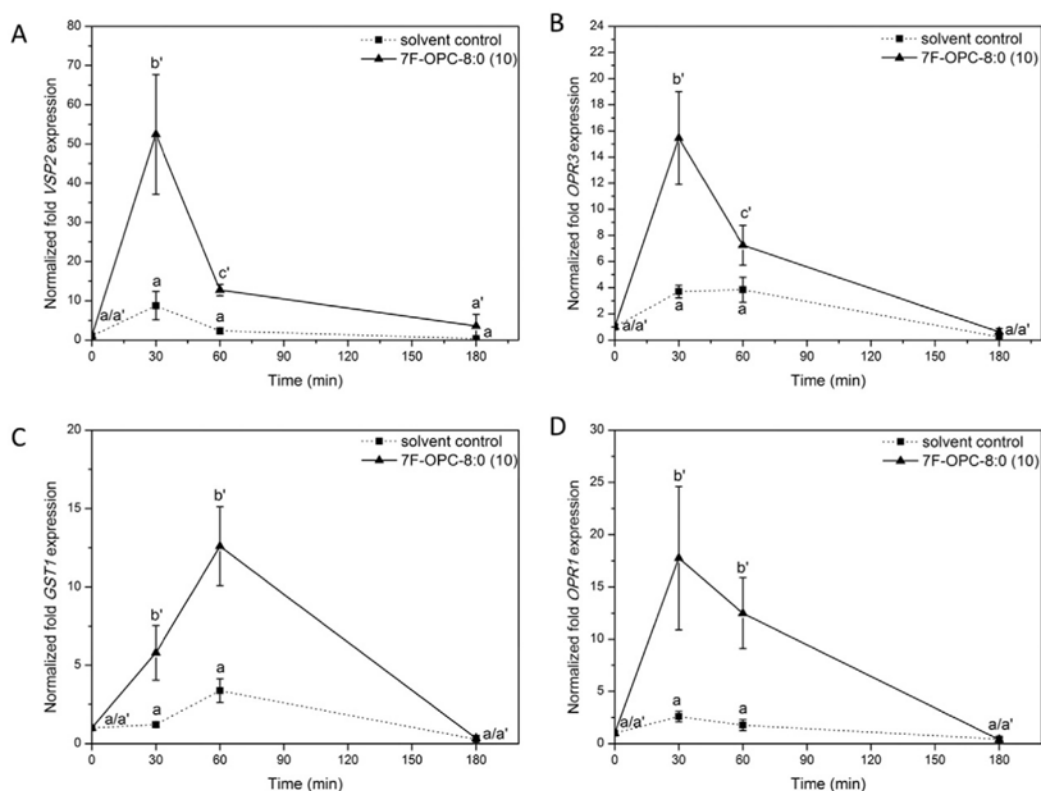 A
Normalized fold VSP2 expression
80
70
60
50
40
30
20
10
0
solvent control
7F-OPC-8:0 (10)
b'
a
c'
a
a/a'
a'
a
0 30 60 90 120 150 180
Time (min)
B
Normalized fold OPR3 expression
24
22
20
18
16
14
12
10
8
6
4
2
0
solvent control
7F-OPC-8:0 (10)
b'
c'
a/a'
a
a
a/a'
0 30 60 90 120 150 180
Time (min)
C
Normalized fold GST1 expression
20
15
10
5
0
solvent control
7F-OPC-8:0 (10)
b'
b'
a
a/a'
a
a/a'
0 30 60 90 120 150 180
Time (min)
D
Normalized fold OPR1 expression
30
25
20
15
10
5
0
solvent control
7F-OPC-8:0 (10)
b'
b'
a/a'
a
a
a/a'
0 30 60 90 120 150 180
Time (min)